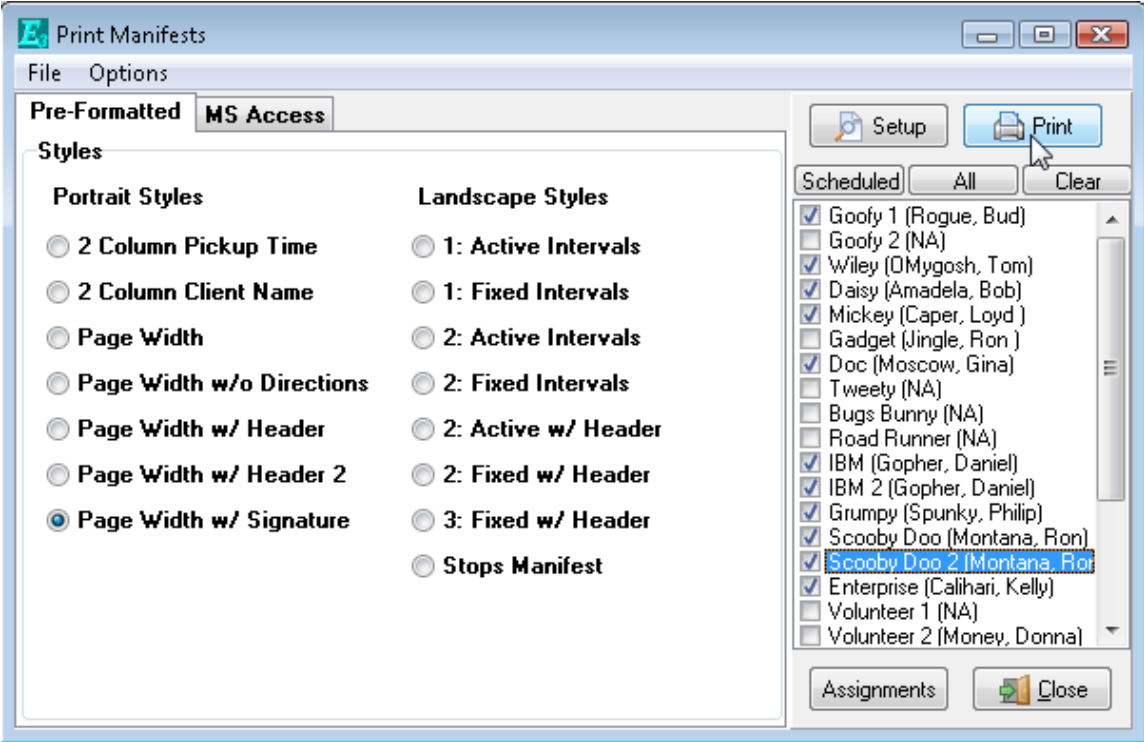 Print Manifests
File Options
Pre-Formatted MS Access
Styles
Portrait Styles
2 Column Pickup Time
2 Column Client Name
Page Width
Page Width w/o Directions
Page Width w/ Header
Page Width w/ Header 2
Page Width w/ Signature
Landscape Styles
1: Active Intervals
1: Fixed Intervals
2: Active Intervals
2: Fixed Intervals
2: Active w/ Header
2: Fixed w/ Header
3: Fixed w/ Header
Stops Manifest
Setup Print
Scheduled All Clear
Goofy 1 (Rogue, Bud)
Goofy 2 (NA)
Wiley (OMygosh, Tom)
Daisy (Amadela, Bob)
Mickey (Caper, Loyd )
Gadget (Jingle, Ron )
Doc (Moscow, Gina)
Tweety (NA)
Bugs Bunny (NA)
Road Runner (NA)
IBM (Gopher, Daniel)
IBM 2 (Gopher, Daniel)
Grumpy (Spunky, Philip)
Scooby Doo (Montana, Ron)
Scooby Doo 2 (Montana, Ron
Enterprise (Calihari, Kelly)
Volunteer 1 (NA)
Volunteer 2 (Money, Donna)
Assignments Close